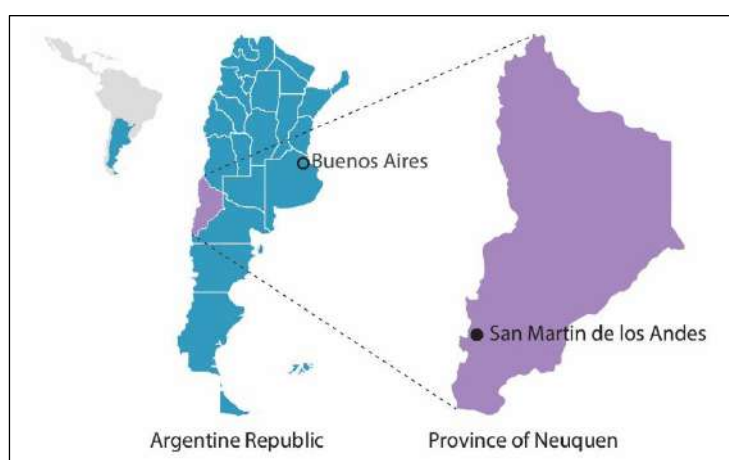 Buenos Aires
San Martin de los Andes
Argentine Republic
Province of Neuquen